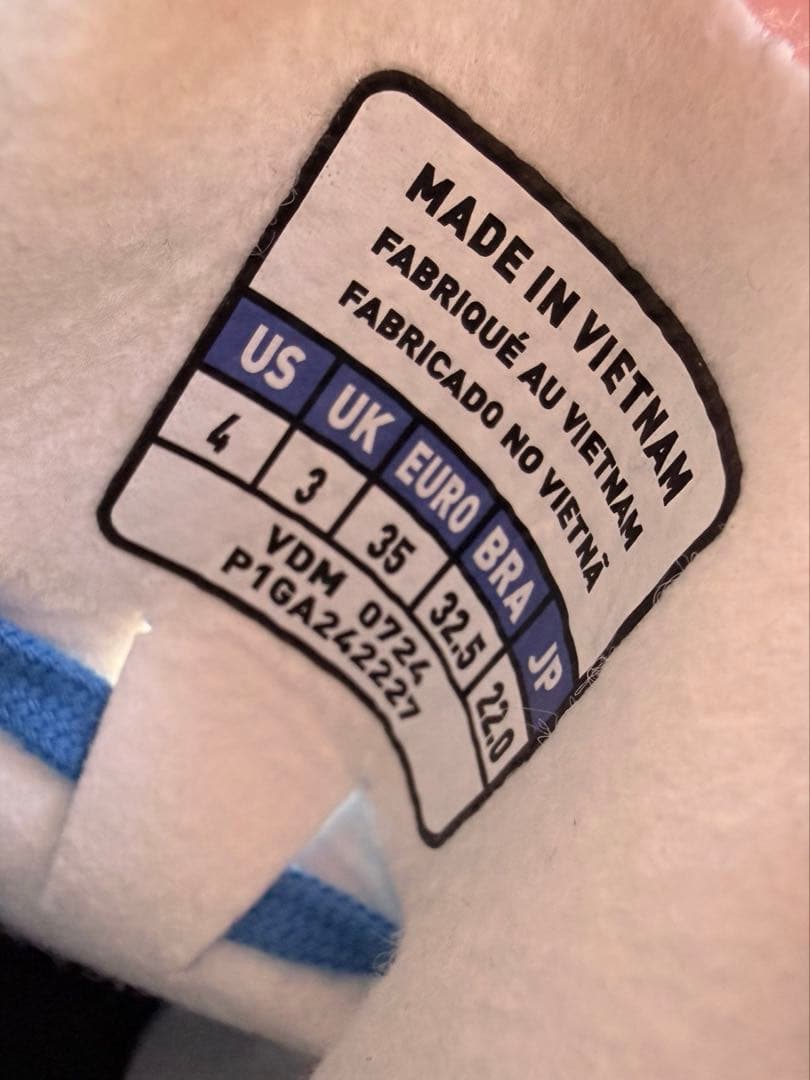 MADE IN VIETNAM
FABRIQUÉ AU VIETNAM
FABRICADO NO VIETNÃ
US UK EURO BRA JP
4 3 35 32.5 22.0
VDM 0724
P1GA242227